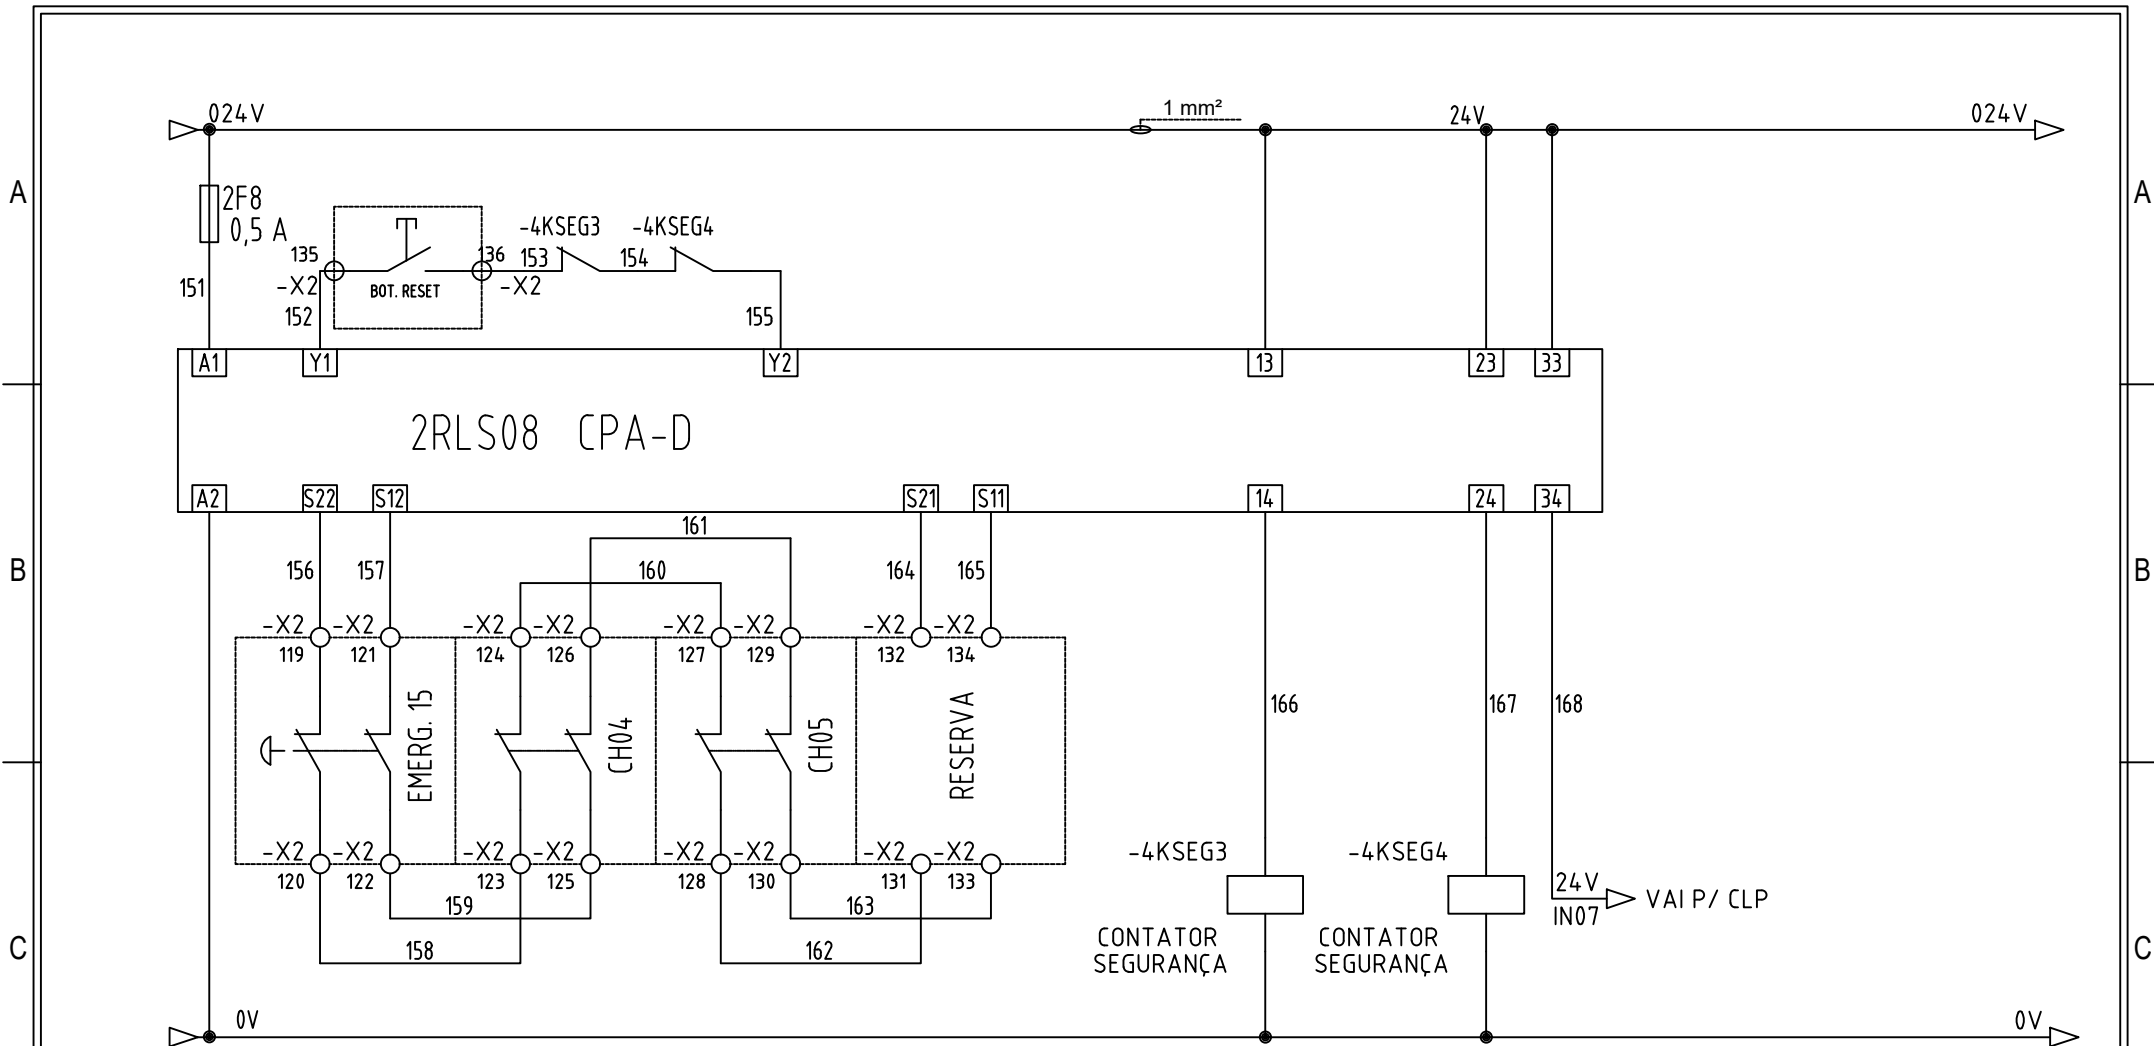 024V
1 mm²
24V
024V
A
A
2F8
0,5 A
-4KSEG3
-4KSEG4
135
136
153
154
-X2
BOT. RESET
-X2
151
152
155
A1
Y1
Y2
13
23
33
2RLS08 CPA-D
A2
S22
S12
S21
S11
14
24
34
161
B
156
157
160
164
165
B
-X2
-X2
-X2
-X2
-X2
-X2
-X2
-X2
119
121
124
126
127
129
132
134
EMERG. 15
CH04
CH05
RESERVA
166
167
168
-X2
-X2
-X2
-X2
-X2
-X2
-X2
-X2
120
122
123
125
128
130
131
133
-4KSEG3
-4KSEG4
159
163
24V
IN07
VAI P/ CLP
C
158
162
CONTATOR
SEGURANÇA
CONTATOR
SEGURANÇA
C
0V
0V